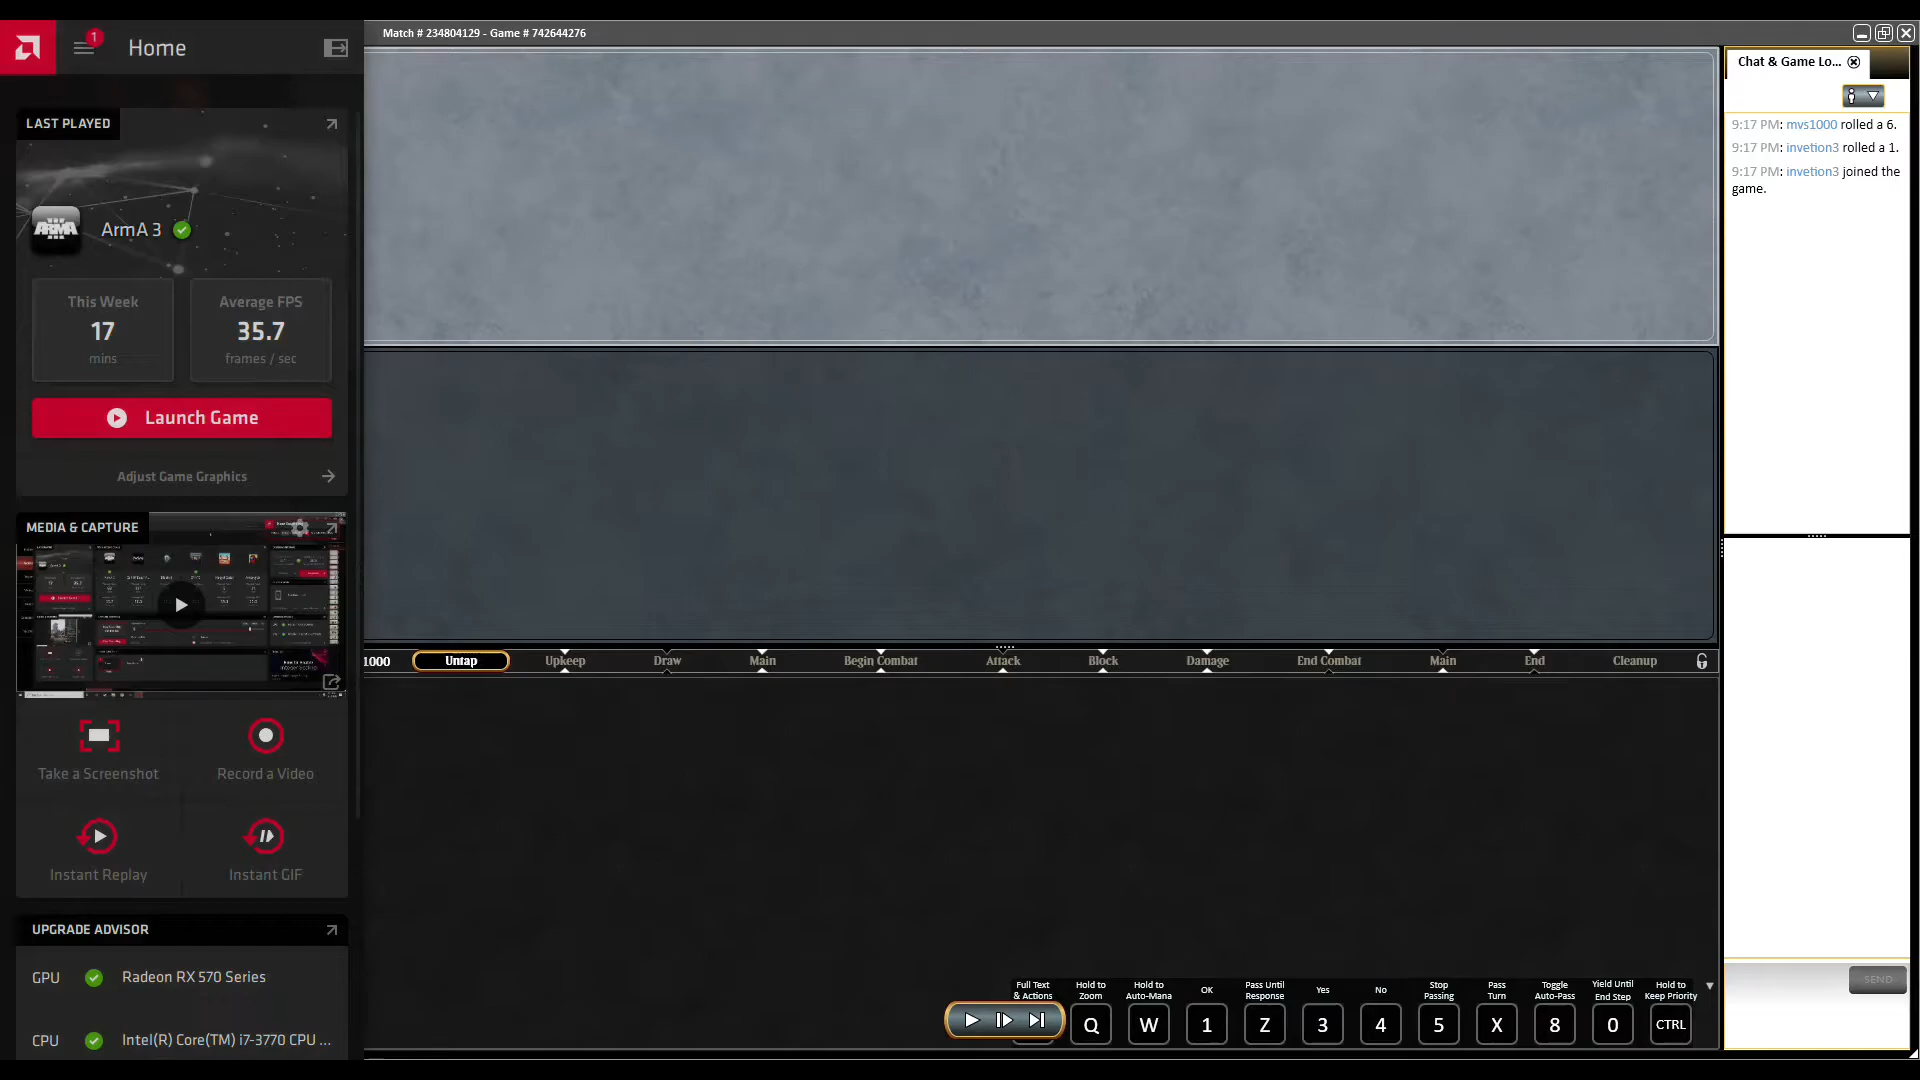 Match # 234804129 - Game # 742644276
1
Home
LAST PLAYED
ARMA
ArmA 3
This Week
17
mins
Average FPS
35.7
frames / sec
Launch Game
Adjust Game Graphics
MEDIA & CAPTURE
Take a Screenshot
Record a Video
Instant Replay
Instant GIF
UPGRADE ADVISOR
GPU
Radeon RX 570 Series
CPU
Intel(R) Core(TM) i7-3770 CPU ...
1000
Untap
Upkeep
Draw
Main
Begin Combat
Attack
Block
Damage
End Combat
Main
End
Cleanup
Full Text
& Actions
Hold to
Zoom
Q
Hold to
Auto-Mana
W
OK
1
Pass Until
Response
Z
Yes
3
No
4
Stop
Passing
5
Pass
Turn
X
Toggle
Auto-Pass
8
Yield Until
End Step
0
Hold to
Keep Priority
CTRL
Chat & Game Lo...
9:17 PM: mvs1000 rolled a 6.
9:17 PM: invetion3 rolled a 1.
9:17 PM: invetion3 joined the
game.
SEND